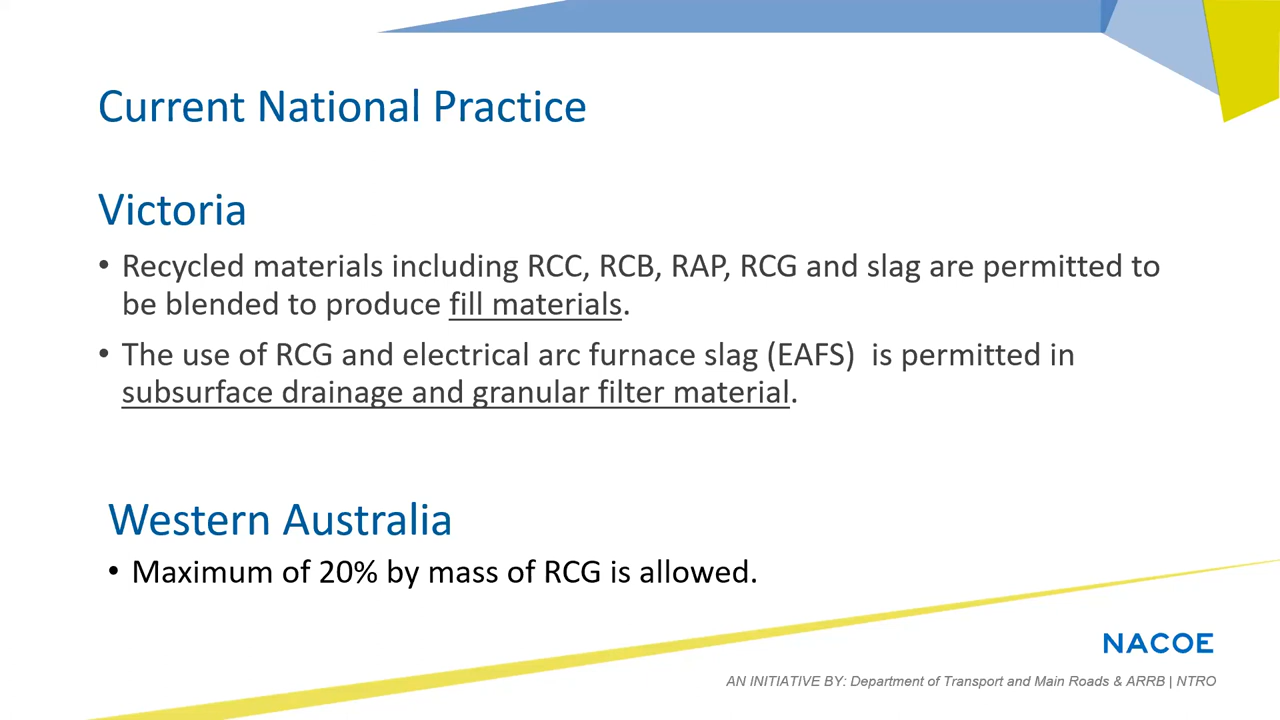 Current National Practice
Victoria
• Recycled materials including RCC, RCB, RAP, RCG and slag are permitted to
be blended to produce fill materials.
• The use of RCG and electrical arc furnace slag (EAFS)  is permitted in
subsurface drainage and granular filter material.
Western Australia
• Maximum of 20% by mass of RCG is allowed.
NACOE
AN INITIATIVE BY: Department of Transport and Main Roads & ARRB | NTRO